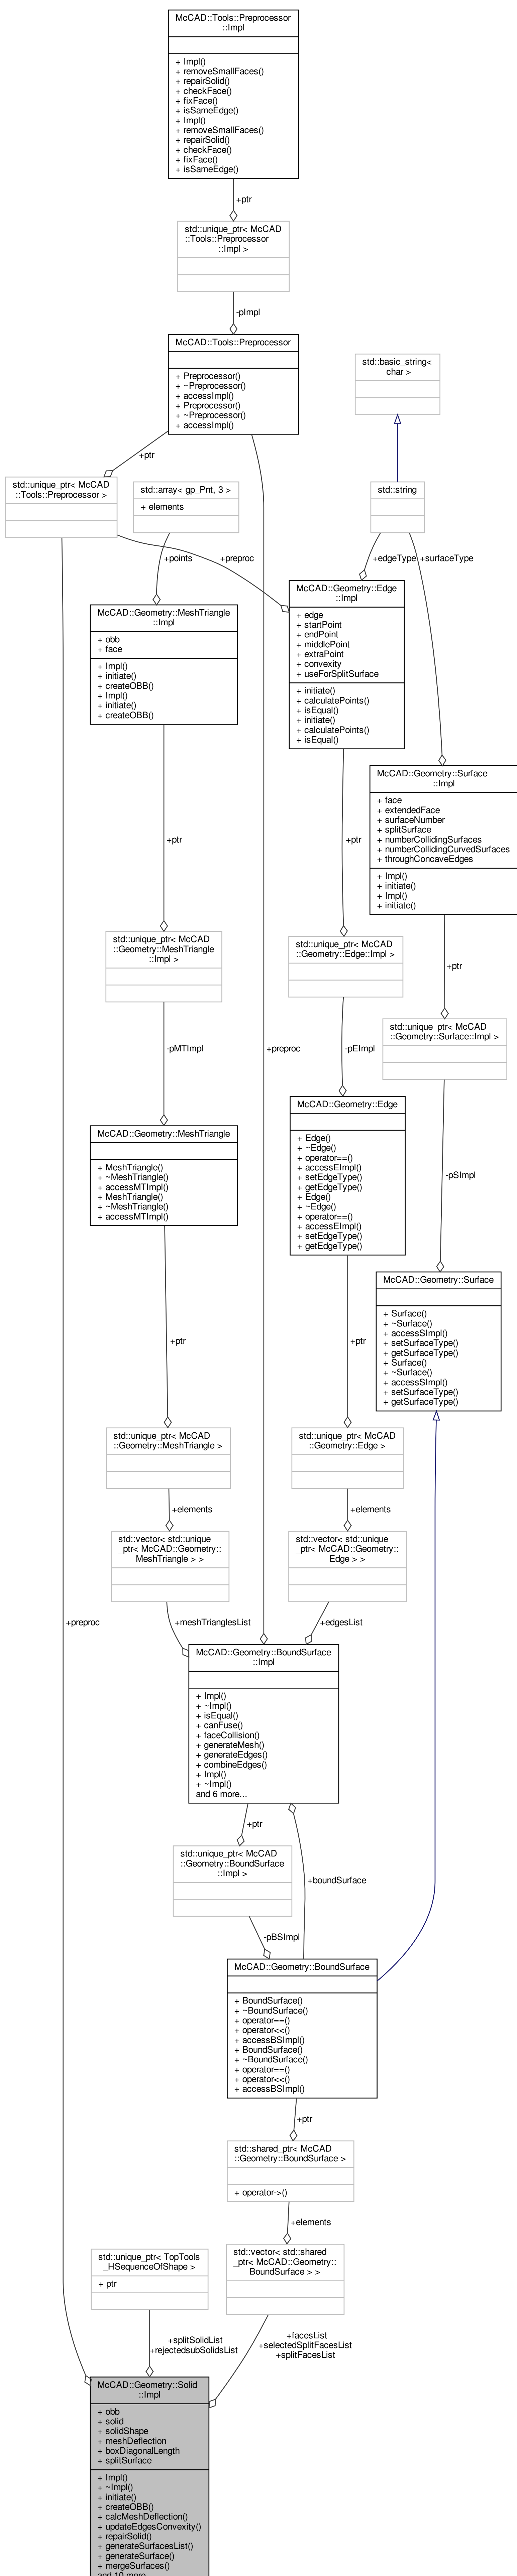 McCAD::Tools::Preprocessor
::Impl
+ Impl()
+ removeSmallFaces()
+ repairSolid()
+ checkFace()
+ fixFace()
+ isSameEdge()
+ Impl()
+ removeSmallFaces()
+ repairSolid()
+ checkFace()
+ fixFace()
+ isSameEdge()
+ptr
std::unique_ptr< McCAD
::Tools::Preprocessor
::Impl >
-pImpl
McCAD::Tools::Preprocessor
+ Preprocessor()
+ ~Preprocessor()
+ accessImpl()
+ Preprocessor()
+ ~Preprocessor()
+ accessImpl()
std::basic_string<
char >
+ptr
std::unique_ptr< McCAD
::Tools::Preprocessor >
std::array< gp_Pnt, 3 >
+ elements
std::string
+points
+preproc
+edgeType
+surfaceType
McCAD::Geometry::MeshTriangle
::Impl
+ obb
+ face
+ Impl()
+ initiate()
+ createOBB()
+ Impl()
+ initiate()
+ createOBB()
McCAD::Geometry::Edge
::Impl
+ edge
+ startPoint
+ endPoint
+ middlePoint
+ extraPoint
+ convexity
+ useForSplitSurface
+ initiate()
+ calculatePoints()
+ isEqual()
+ initiate()
+ calculatePoints()
+ isEqual()
McCAD::Geometry::Surface
::Impl
+ face
+ extendedFace
+ surfaceNumber
+ splitSurface
+ numberCollidingSurfaces
+ numberCollidingCurvedSurfaces
+ throughConcaveEdges
+ Impl()
+ initiate()
+ Impl()
+ initiate()
+ptr
+ptr
+ptr
std::unique_ptr< McCAD
::Geometry::MeshTriangle
::Impl >
std::unique_ptr< McCAD
::Geometry::Edge::Impl >
std::unique_ptr< McCAD
::Geometry::Surface::Impl >
-pMTImpl
+preproc
-pEImpl
-pSImpl
McCAD::Geometry::MeshTriangle
+ MeshTriangle()
+ ~MeshTriangle()
+ accessMTImpl()
+ MeshTriangle()
+ ~MeshTriangle()
+ accessMTImpl()
McCAD::Geometry::Edge
+ Edge()
+ ~Edge()
+ operator==()
+ accessEImpl()
+ setEdgeType()
+ getEdgeType()
+ Edge()
+ ~Edge()
+ operator==()
+ accessEImpl()
+ setEdgeType()
+ getEdgeType()
McCAD::Geometry::Surface
+ Surface()
+ ~Surface()
+ accessSImpl()
+ setSurfaceType()
+ getSurfaceType()
+ Surface()
+ ~Surface()
+ accessSImpl()
+ setSurfaceType()
+ getSurfaceType()
+ptr
+ptr
std::unique_ptr< McCAD
::Geometry::MeshTriangle >
std::unique_ptr< McCAD
::Geometry::Edge >
+elements
+elements
std::vector< std::unique
_ptr< McCAD::Geometry::
MeshTriangle > >
std::vector< std::unique
_ptr< McCAD::Geometry::
Edge > >
+preproc
+meshTrianglesList
+edgesList
McCAD::Geometry::BoundSurface
::Impl
+ Impl()
+ ~Impl()
+ isEqual()
+ canFuse()
+ faceCollision()
+ generateMesh()
+ generateEdges()
+ combineEdges()
+ Impl()
+ ~Impl()
and 6 more...
+ptr
std::unique_ptr< McCAD
::Geometry::BoundSurface
::Impl >
+boundSurface
-pBSImpl
McCAD::Geometry::BoundSurface
+ BoundSurface()
+ ~BoundSurface()
+ operator==()
+ operator<<()
+ accessBSImpl()
+ BoundSurface()
+ ~BoundSurface()
+ operator==()
+ operator<<()
+ accessBSImpl()
+ptr
std::shared_ptr< McCAD
::Geometry::BoundSurface >
+ operator->()
+elements
std::unique_ptr< TopTools
_HSequenceOfShape >
+ ptr
std::vector< std::shared
_ptr< McCAD::Geometry::
BoundSurface > >
+splitSolidList
+rejectedsubSolidsList
+facesList
+selectedSplitFacesList
+splitFacesList
McCAD::Geometry::Solid
::Impl
+ obb
+ solid
+ solidShape
+ meshDeflection
+ boxDiagonalLength
+ splitSurface
+ Impl()
+ ~Impl()
+ initiate()
+ createOBB()
+ calcMeshDeflection()
+ updateEdgesConvexity()
+ repairSolid()
+ generateSurfacesList()
+ generateSurface()
+ mergeSurfaces()